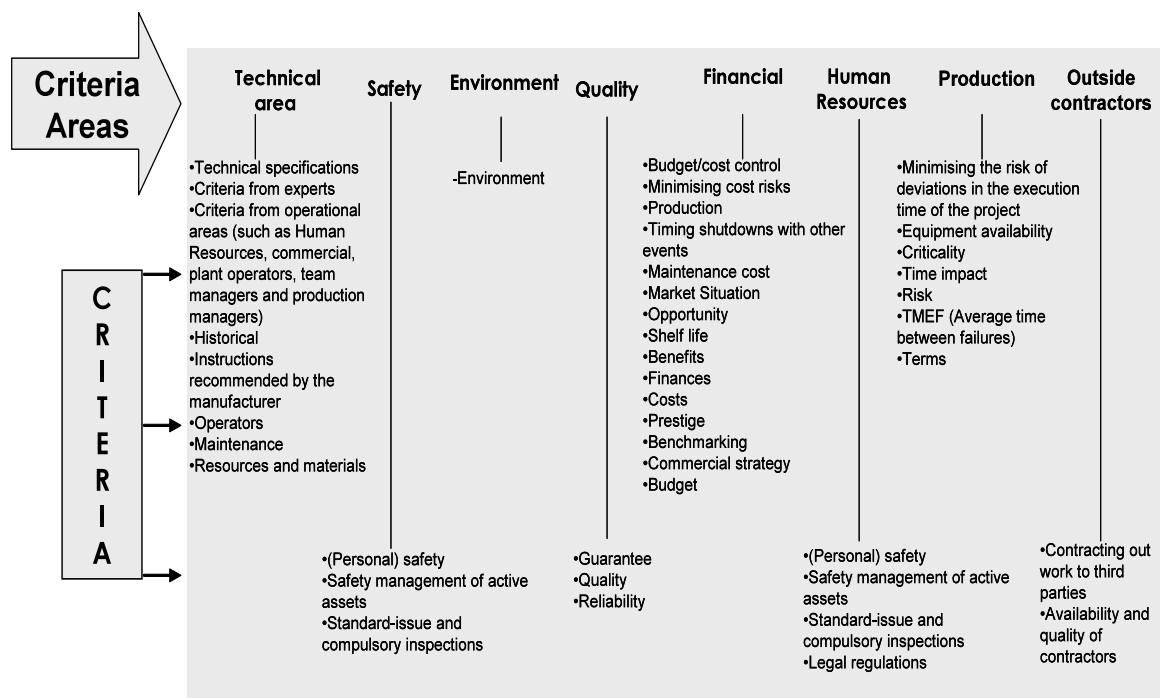 Criteria
Areas
Technical
area
Safety
Environment
Quality
Financial
Human
Resources
Production
Outside
contractors
•Technical specifications
•Criteria from experts
•Criteria from operational
areas (such as Human
Resources, commercial,
plant operators, team
managers and production
managers)
•Historical
•Instructions
recommended by the
manufacturer
•Operators
•Maintenance
•Resources and materials
-Environment
•Budget/cost control
•Minimising cost risks
•Production
•Timing shutdowns with other
events
•Maintenance cost
•Market Situation
•Opportunity
•Shelf life
•Benefits
•Finances
•Costs
•Prestige
•Benchmarking
•Commercial strategy
•Budget
•Minimising the risk of
deviations in the execution
time of the project
•Equipment availability
•Criticality
•Time impact
•Risk
•TMEF (Average time
between failures)
•Terms
C
R
I
T
E
R
I
A
•(Personal) safety
•Safety management of active
assets
•Standard-issue and
compulsory inspections
•Guarantee
•Quality
•Reliability
•(Personal) safety
•Safety management of active
assets
•Standard-issue and
compulsory inspections
•Legal regulations
•Contracting out
work to third
parties
•Availability and
quality of
contractors